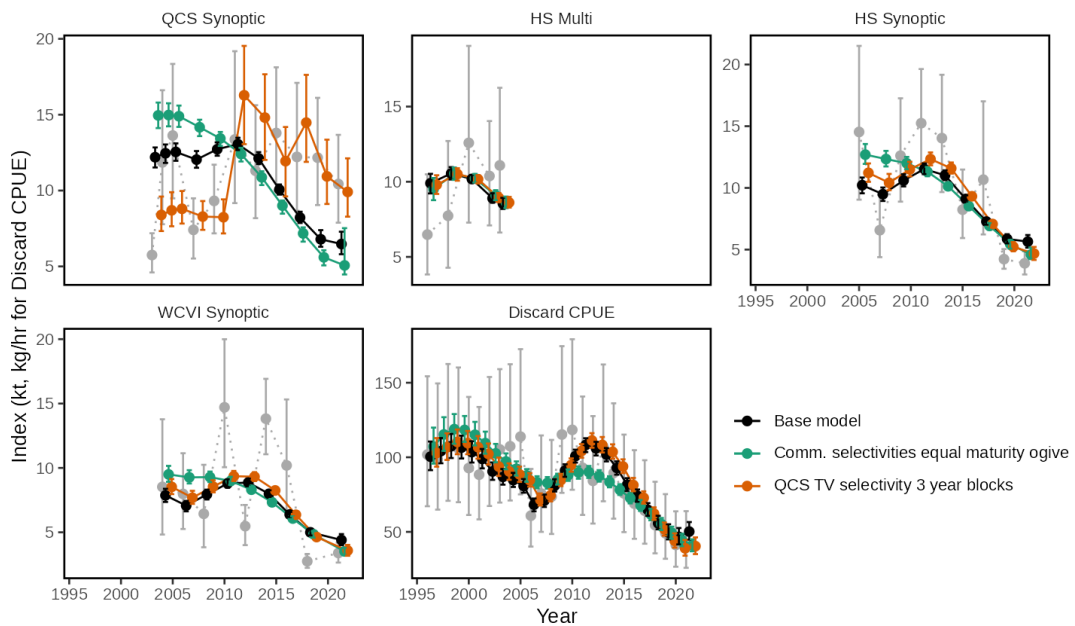 QCS Synoptic
HS Multi
HS Synoptic
20
15
10
5
15
10
5
20
15
10
5
1995 2000 2005 2010 2015 2020
WCVI Synoptic
Discard CPUE
20
15
10
5
150
100
50
1995 2000 2005 2010 2015 2020
1995 2000 2005 2010 2015 2020
Index (kt, kg/hr for Discard CPUE)
Year
Base model
Comm. selectivities equal maturity ogive
QCS TV selectivity 3 year blocks